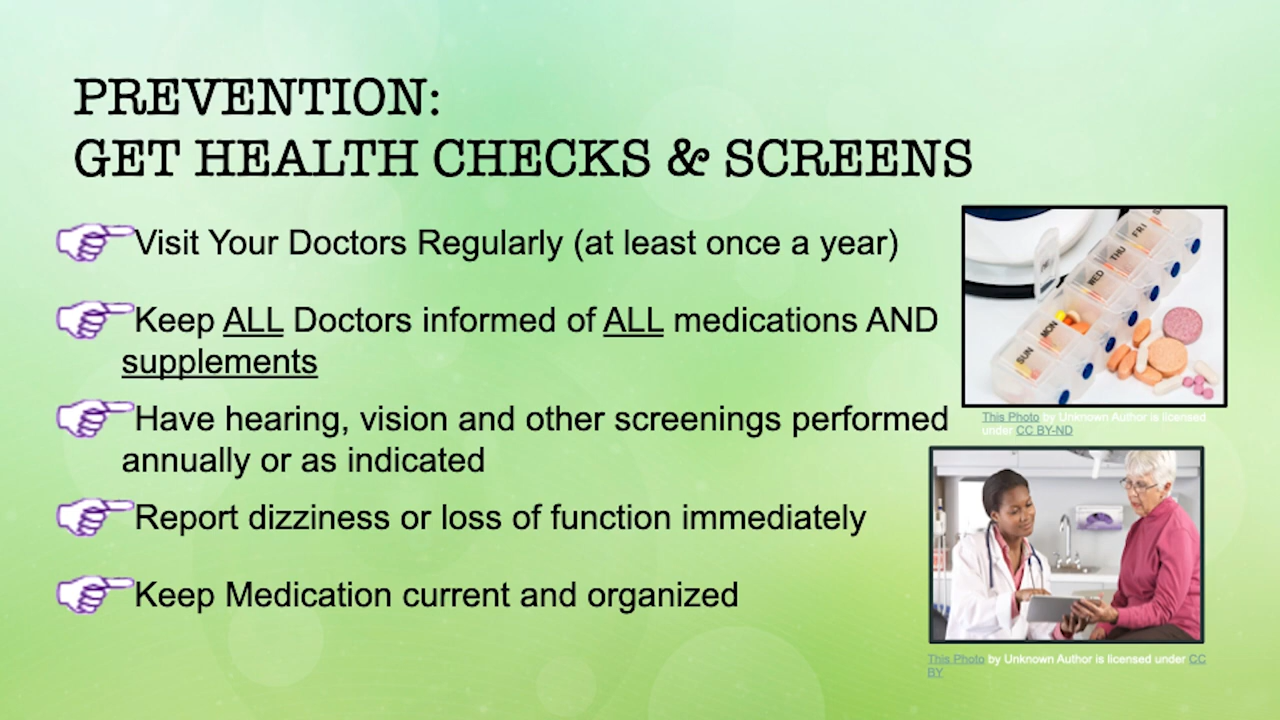 PREVENTION:
GET HEALTH CHECKS & SCREENS
Visit Your Doctors Regularly (at least once a year)
Keep ALL Doctors informed of ALL medications AND
supplements
Have hearing, vision and other screenings performed
annually or as indicated
Report dizziness or loss of function immediately
Keep Medication current and organized
SUN
MON
WED
THU
FRI
This Photo by Unknown Author is licensed
under CC BY-ND
This Photo by Unknown Author is licensed under CC
BY